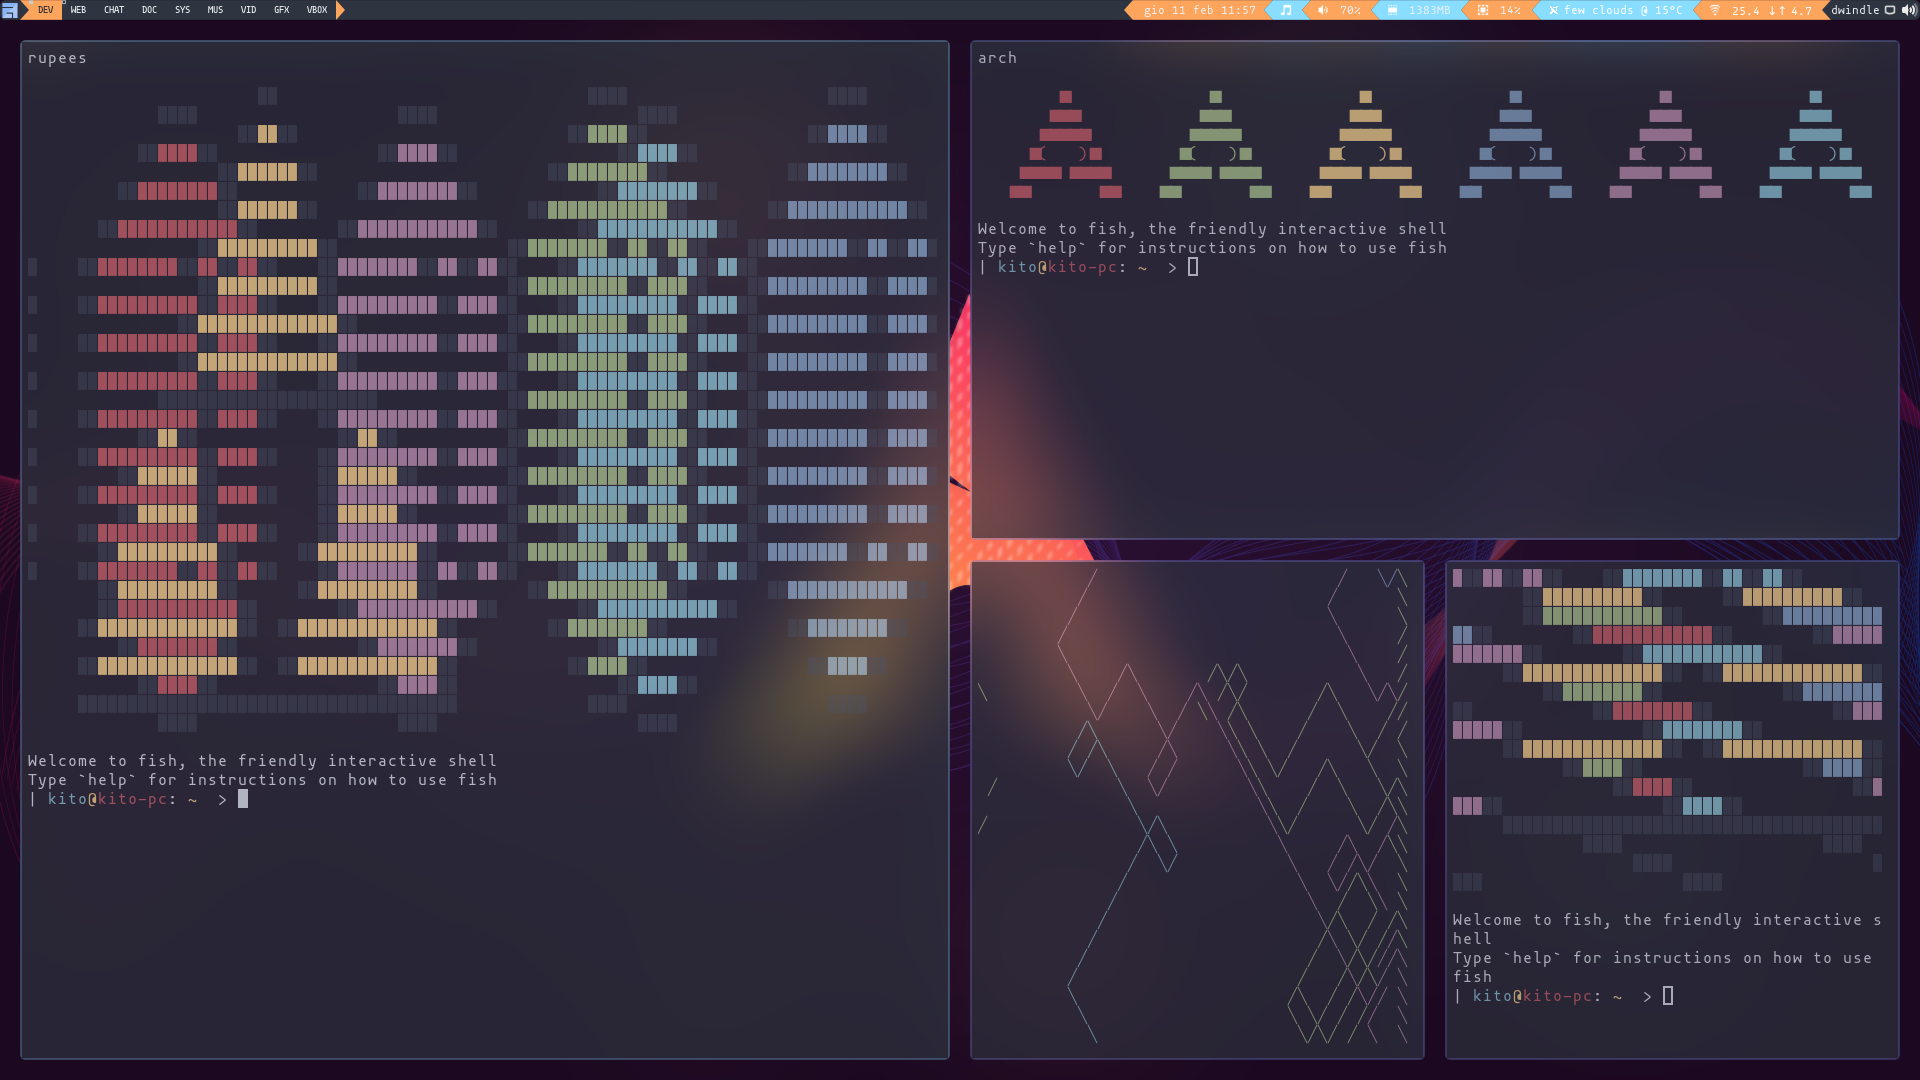 DEV WEB CHAT DOC SYS MUS VID GFX VBOX
gio 11 feb 11:57 70% 1383MB 14% few clouds @ 15°C 25.4 ↓↑ 4.7 dwindle
rupees
Welcome to fish, the friendly interactive shell
Type `help` for instructions on how to use fish
| kito@kito-pc: ~ >
arch
Welcome to fish, the friendly interactive shell
Type `help` for instructions on how to use fish
| kito@kito-pc: ~ >
Welcome to fish, the friendly interactive s
hell
Type `help` for instructions on how to use
fish
| kito@kito-pc: ~ >